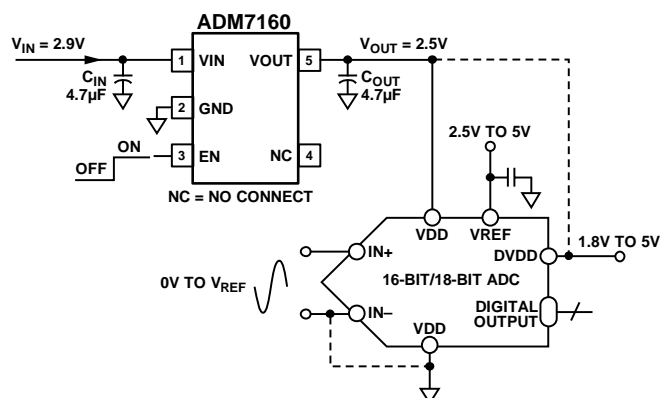 ADM7160
V_IN = 2.9V
C_IN
4.7µF
1
VIN
VOUT
5
V_OUT = 2.5V
C_OUT
4.7µF
2
GND
OFF
ON
3
EN
NC
4
NC = NO CONNECT
2.5V TO 5V
VDD
VREF
IN+
DVDD
1.8V TO 5V
16-BIT/18-BIT ADC
0V TO V_REF
IN–
DIGITAL
OUTPUT
VDD